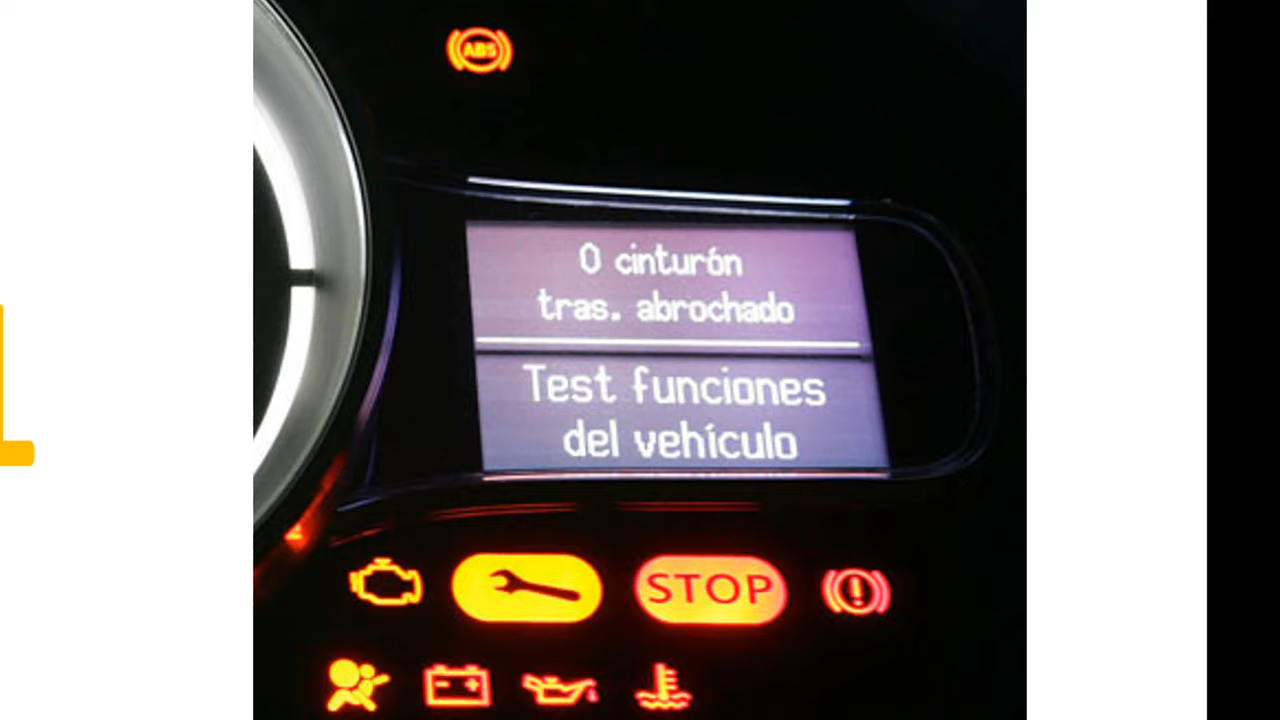 ABS
0 cinturón
tras. abrochado
Test funciones
del vehículo
STOP